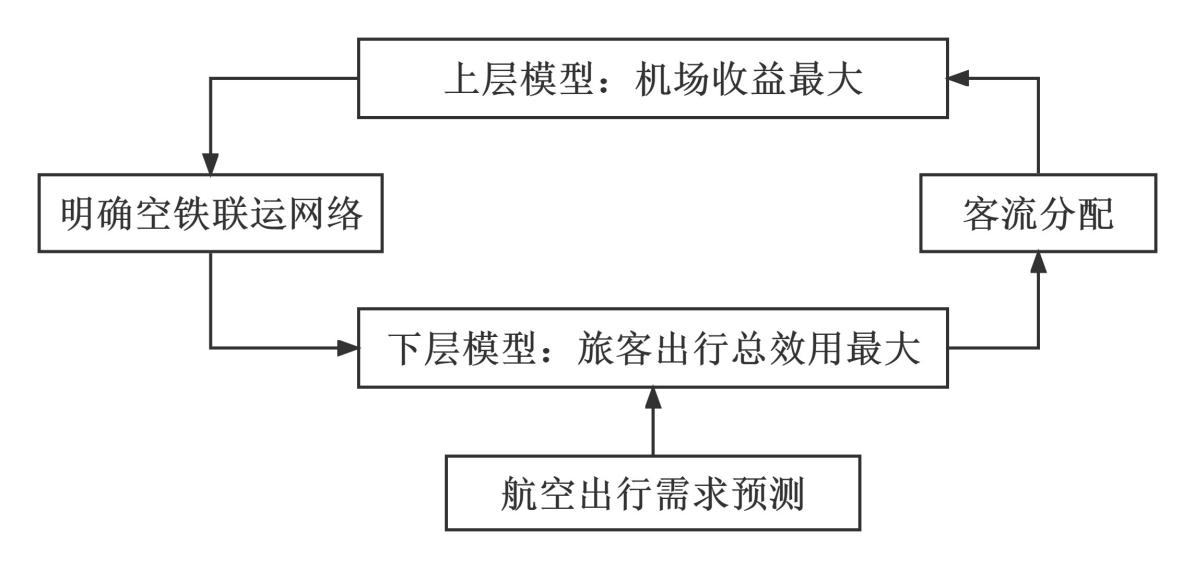 上层模型：机场收益最大
明确空铁联运网络
客流分配
下层模型：旅客出行总效用最大
航空出行需求预测